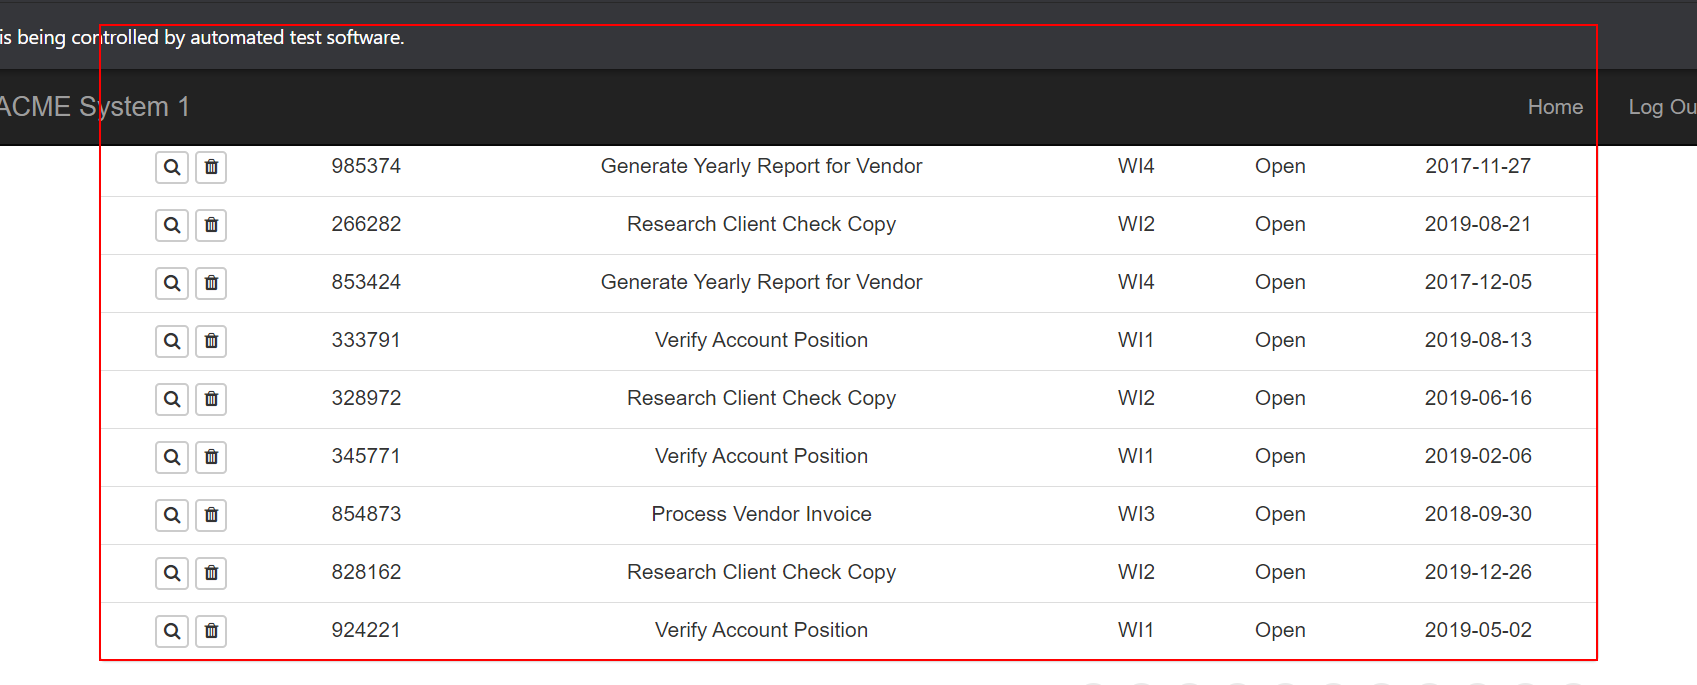 is being controlled by automated test software.
ACME System 1 Home Log Ou
985374 Generate Yearly Report for Vendor WI4 Open 2017-11-27
266282 Research Client Check Copy WI2 Open 2019-08-21
853424 Generate Yearly Report for Vendor WI4 Open 2017-12-05
333791 Verify Account Position WI1 Open 2019-08-13
328972 Research Client Check Copy WI2 Open 2019-06-16
345771 Verify Account Position WI1 Open 2019-02-06
854873 Process Vendor Invoice WI3 Open 2018-09-30
828162 Research Client Check Copy WI2 Open 2019-12-26
924221 Verify Account Position WI1 Open 2019-05-02